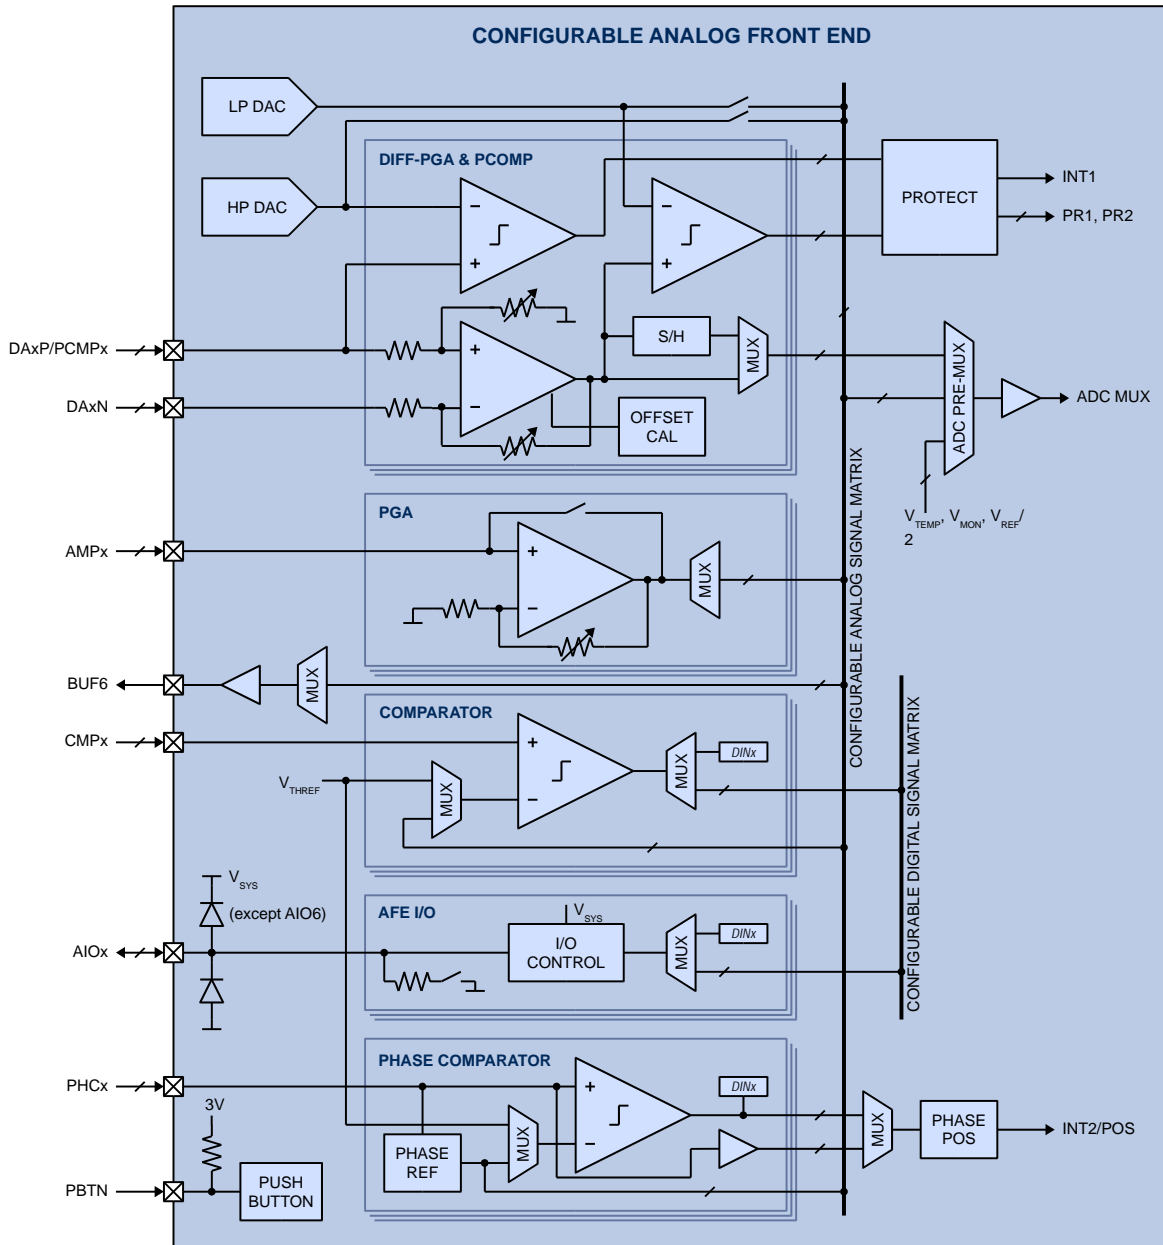 CONFIGURABLE ANALOG FRONT END
LP DAC
HP DAC
DIFF-PGA & PCOMP
−
+
−
+
PROTECT
INT1
PR1, PR2
DAxP/PCMPx
DAxN
+
−
S/H
MUX
OFFSET
CAL
ADC PRE-MUX
ADC MUX
VTEMP, VMON, VREF/
2
CONFIGURABLE ANALOG SIGNAL MATRIX
PGA
AMPx
+
−
MUX
BUF6
MUX
COMPARATOR
CMPx
VTHREF
MUX
+
−
MUX
DINx
CONFIGURABLE DIGITAL SIGNAL MATRIX
VSYS
(except AIO6)
AIOx
AFE I/O
VSYS
I/O
CONTROL
MUX
DINx
PHASE COMPARATOR
PHCx
3V
PHASE
REF
MUX
+
−
DINx
MUX
PHASE
POS
INT2/POS
PBTN
PUSH
BUTTON